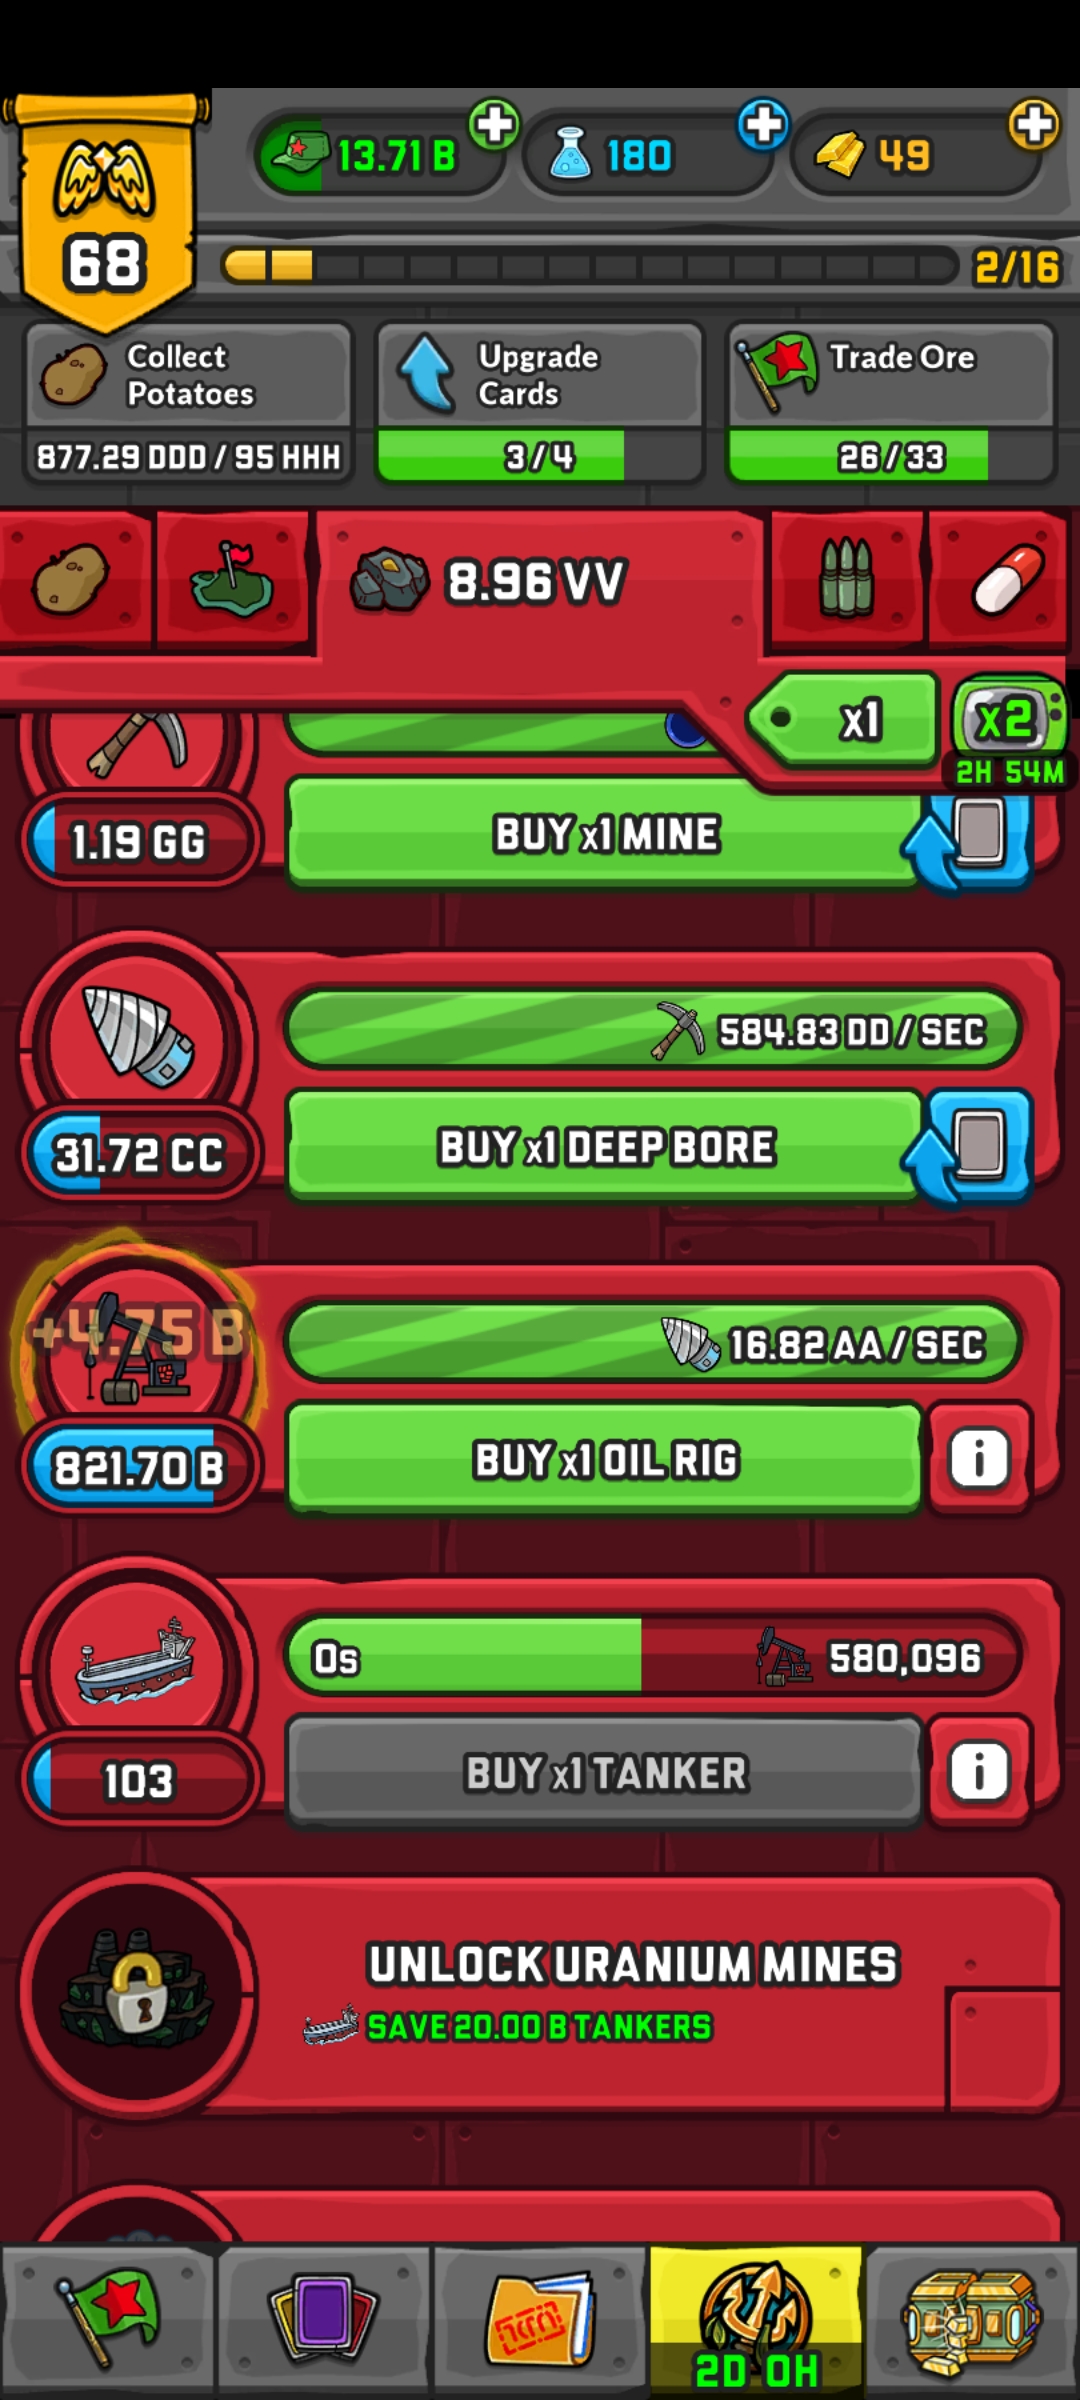 13.71 B
180
49
68
2/16
Collect
Potatoes
Upgrade
Cards
Trade Ore
877.29 DDD / 95 HHH
3/4
26/33
8.96 VV
x1
x2
2H 54M
1.19 GG
BUY x1 MINE
584.83 DD / SEC
31.72 CC
BUY x1 DEEP BORE
+4.75 B
16.82 AA / SEC
821.70 B
BUY x1 OIL RIG
i
0s
580,096
103
BUY x1 TANKER
i
UNLOCK URANIUM MINES
SAVE 20.00 B TANKERS
2D 0H